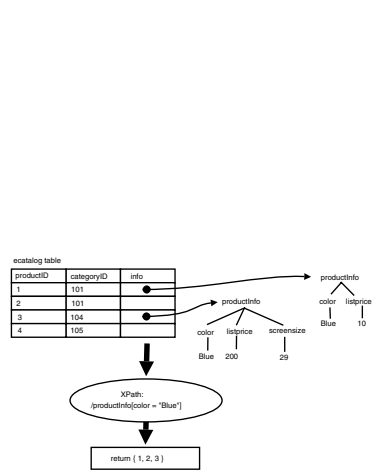 ecatalog table
productID categoryID info
1 101
2 101
3 104
4 105
productInfo
color listprice
Blue 10
productInfo
color listprice screensize
Blue 200 29
XPath:
/productInfo[color = "Blue"]
return { 1, 2, 3 }